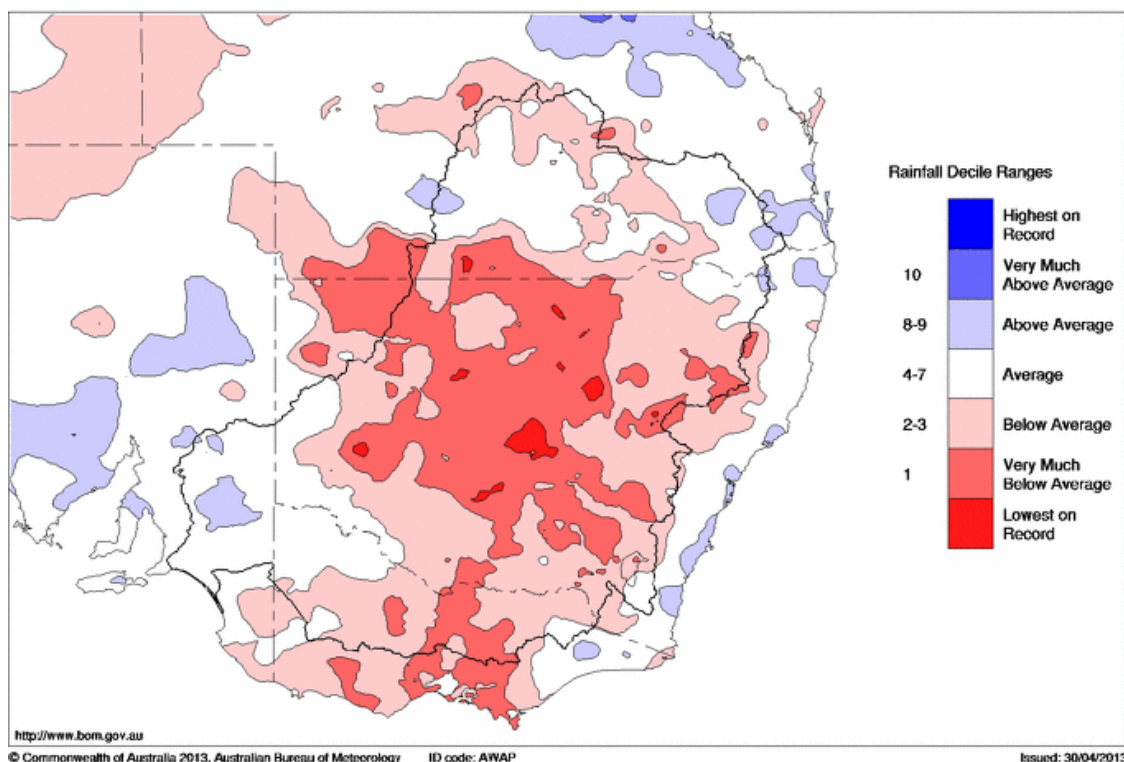 Rainfall Decile Ranges
Highest on
Record
10
Very Much
Above Average
8-9
Above Average
4-7
Average
2-3
Below Average
1
Very Much
Below Average
Lowest on
Record
http://www.bom.gov.au
© Commonwealth of Australia 2013, Australian Bureau of Meteorology
ID code: AWAP
Issued: 30/04/2013